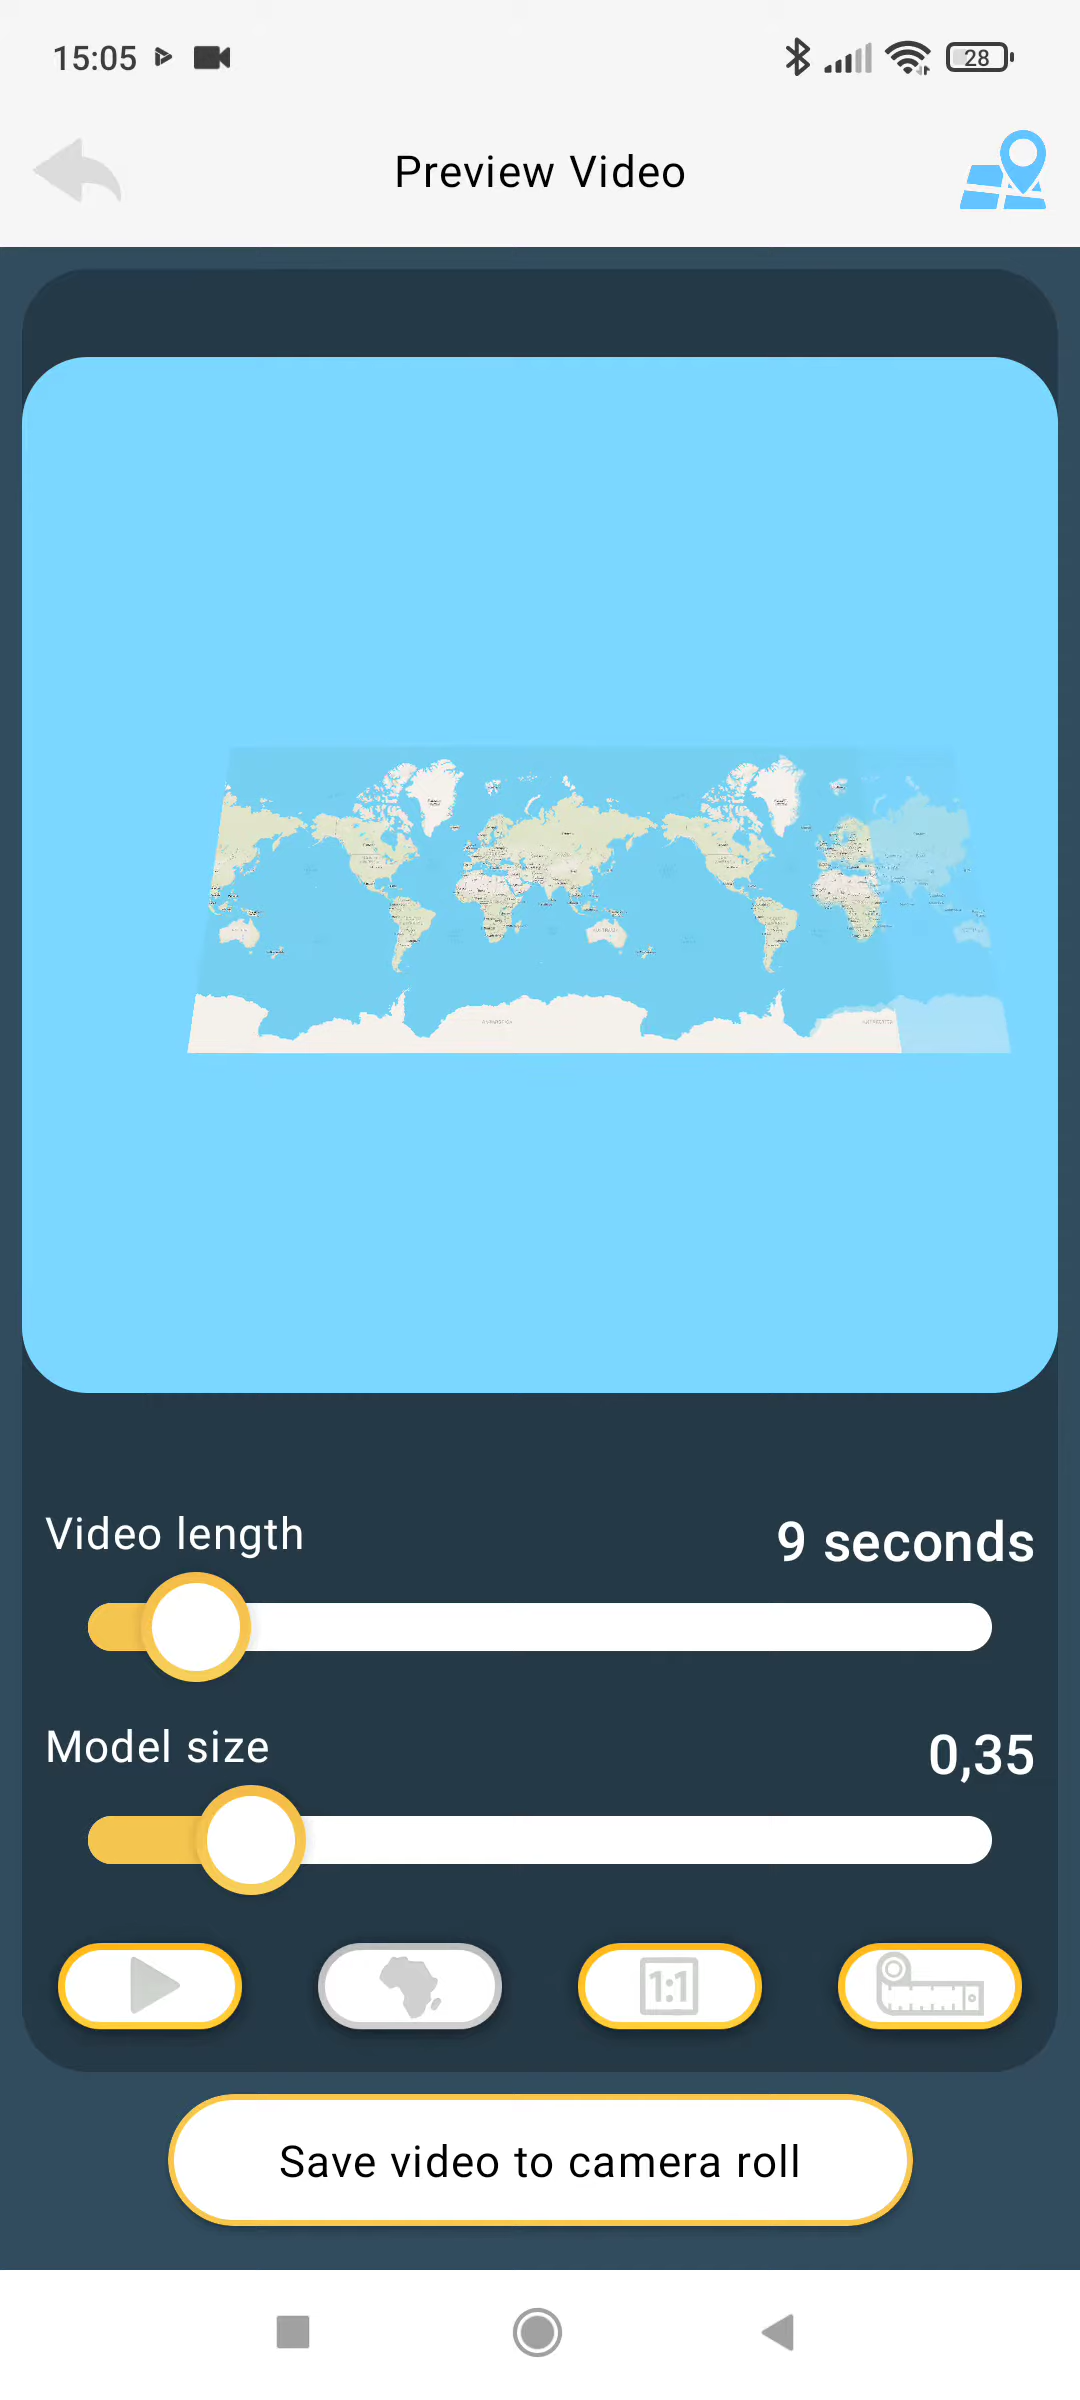 15:05
28
Preview Video
Video length
9 seconds
Model size
0,35
1:1
Save video to camera roll